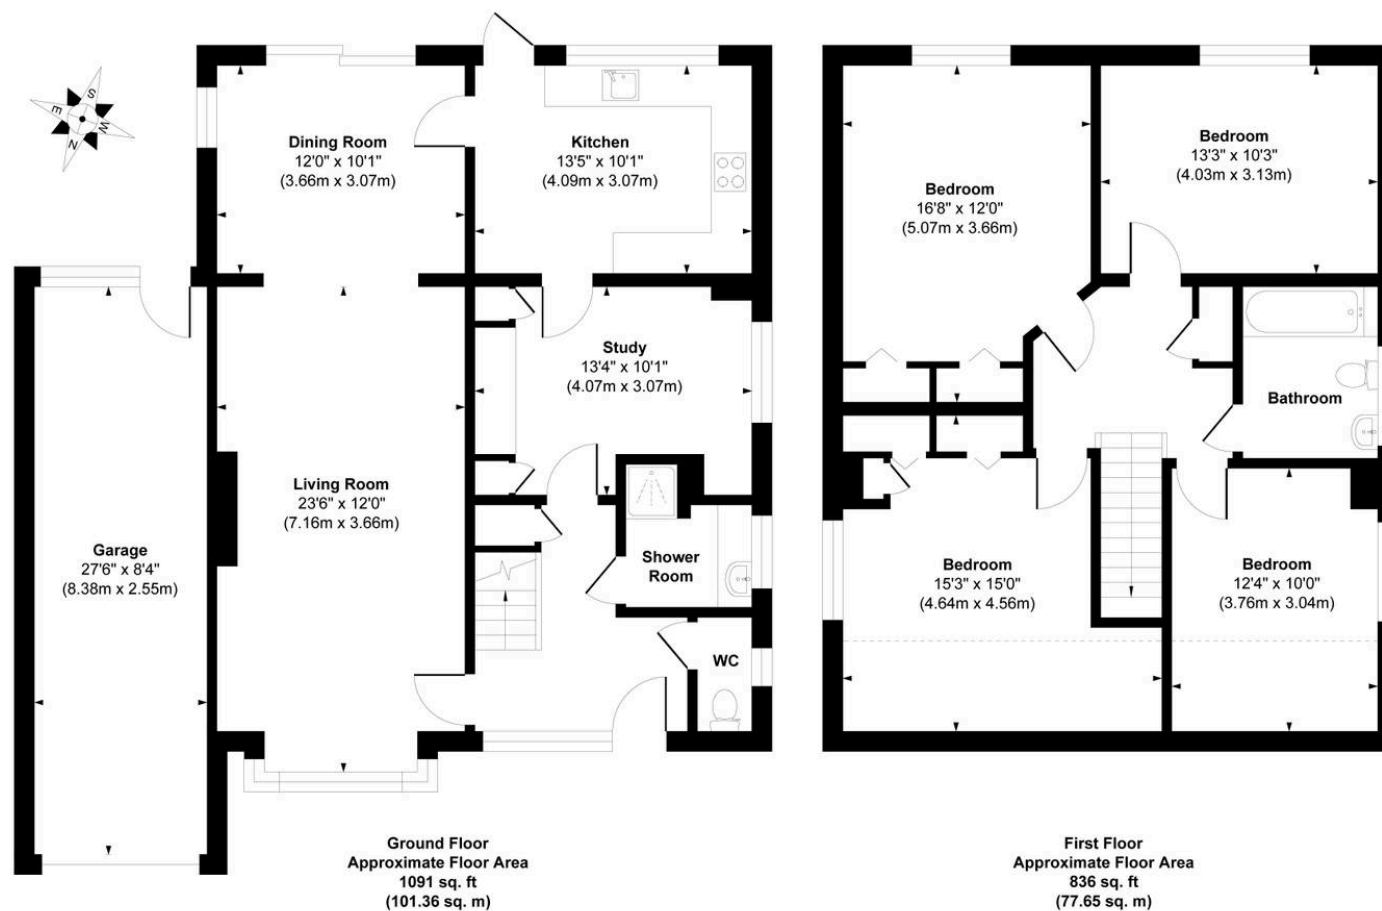 S
E
W
N
Dining Room
12'0" x 10'1"
(3.66m x 3.07m)
Kitchen
13'5" x 10'1"
(4.09m x 3.07m)
Study
13'4" x 10'1"
(4.07m x 3.07m)
Living Room
23'6" x 12'0"
(7.16m x 3.66m)
Garage
27'6" x 8'4"
(8.38m x 2.55m)
Shower
Room
WC
Ground Floor
Approximate Floor Area
1091 sq. ft
(101.36 sq. m)
Bedroom
16'8" x 12'0"
(5.07m x 3.66m)
Bedroom
13'3" x 10'3"
(4.03m x 3.13m)
Bathroom
Bedroom
15'3" x 15'0"
(4.64m x 4.56m)
Bedroom
12'4" x 10'0"
(3.76m x 3.04m)
First Floor
Approximate Floor Area
836 sq. ft
(77.65 sq. m)